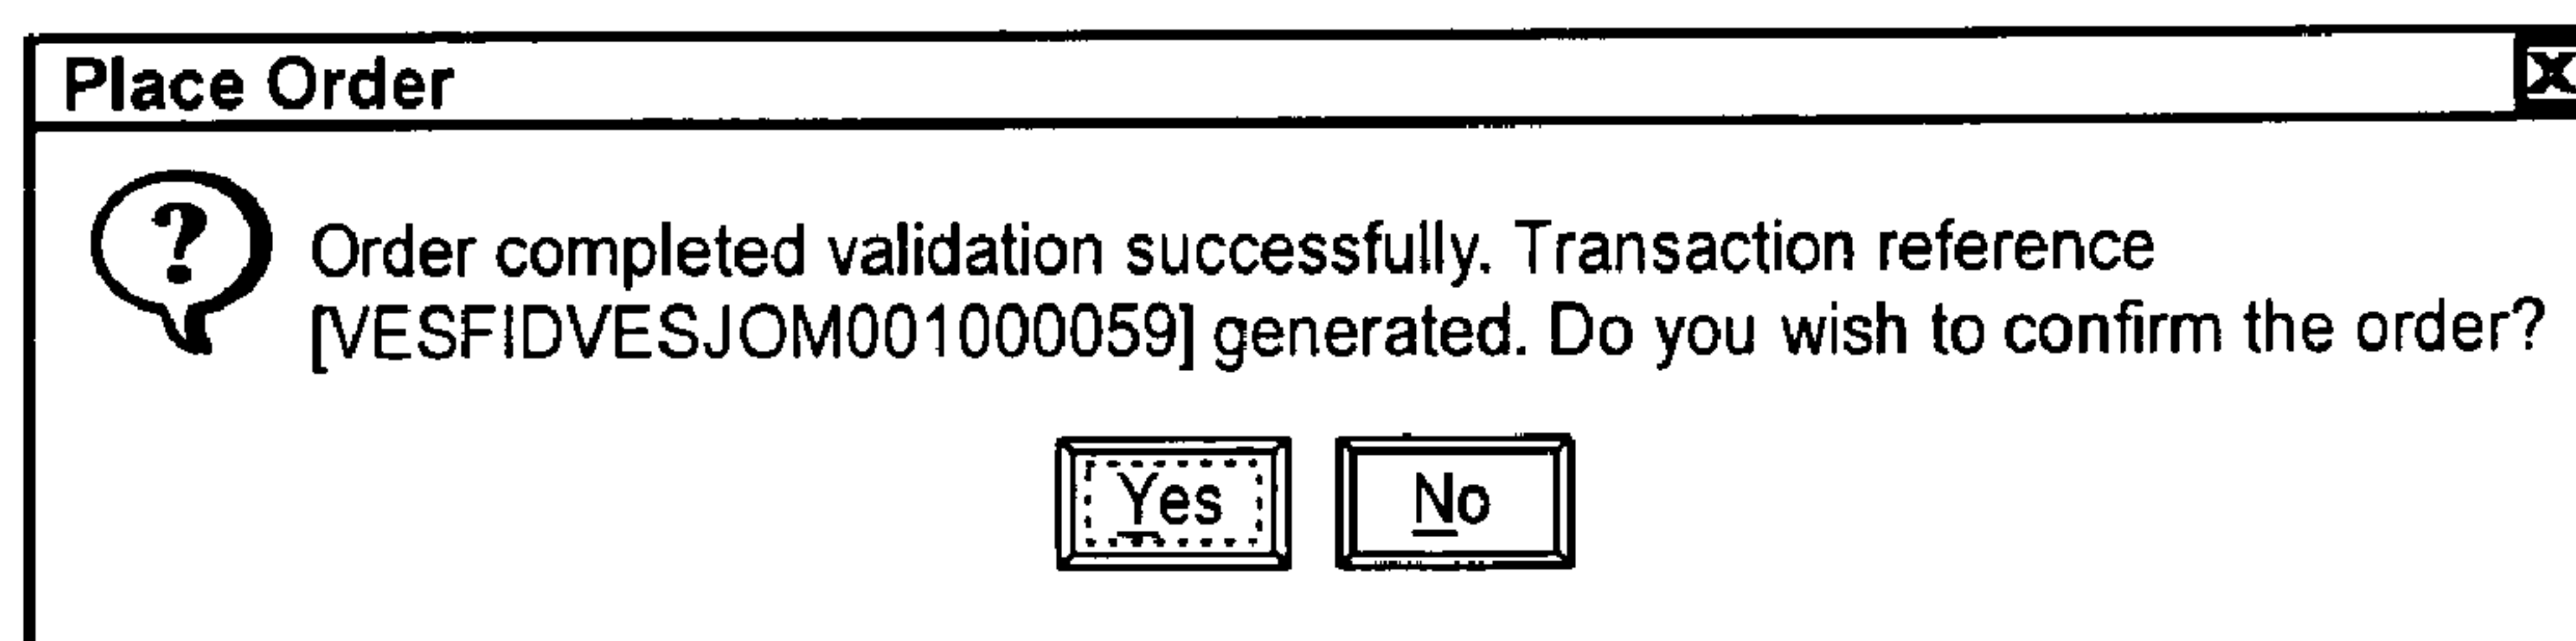 Place Order
X
?
Order completed validation successfully. Transaction reference
[VESFIDVESJOM001000059] generated. Do you wish to confirm the order?
Yes
No